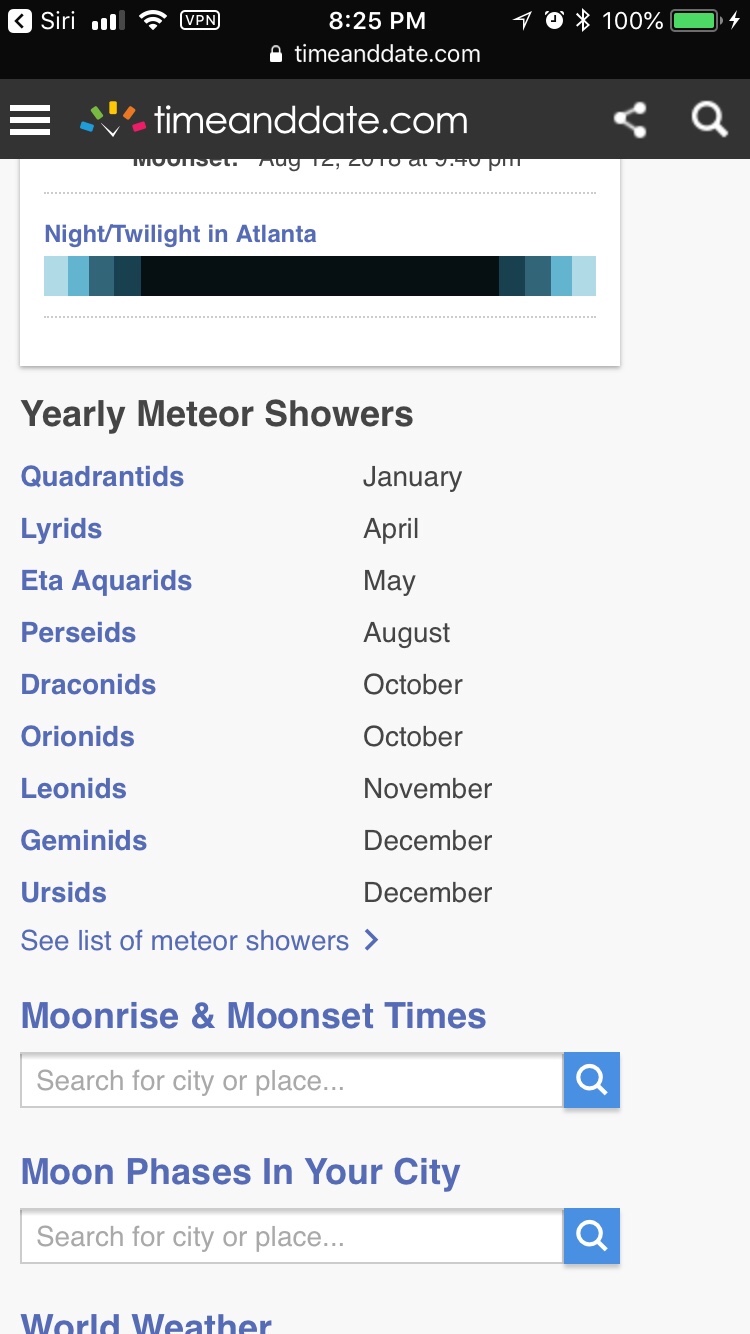 Siri VPN 8:25 PM 100%
timeanddate.com
timeanddate.com
Moonset: Aug 12, 2018 at 9:40 pm
Night/Twilight in Atlanta
Yearly Meteor Showers
Quadrantids January
Lyrids April
Eta Aquarids May
Perseids August
Draconids October
Orionids October
Leonids November
Geminids December
Ursids December
See list of meteor showers
Moonrise & Moonset Times
Search for city or place...
Moon Phases In Your City
Search for city or place...
World Weather